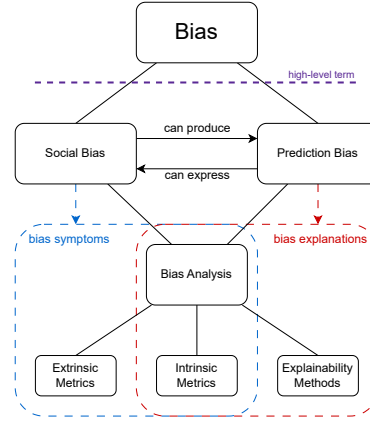 Bias
high-level term
can produce
Social Bias
Prediction Bias
can express
bias symptoms
bias explanations
Bias Analysis
Extrinsic
Metrics
Intrinsic
Metrics
Explainability
Methods